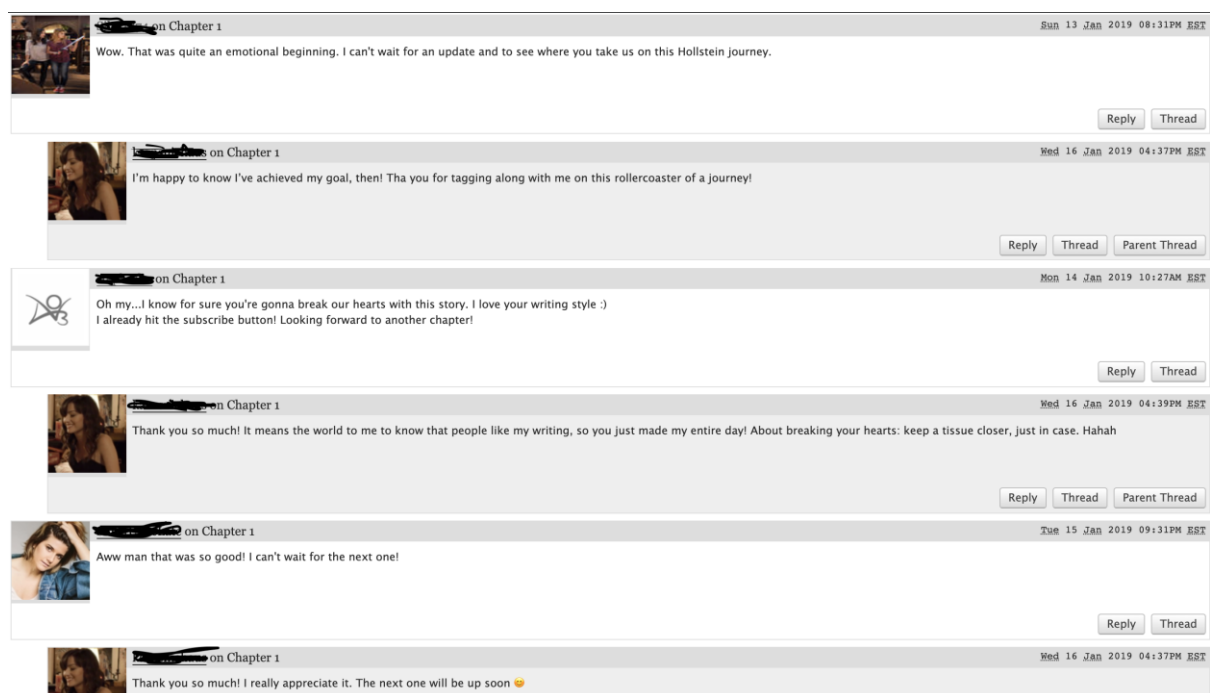 on Chapter 1
Sun 13 Jan 2019 08:31PM EST
Wow. That was quite an emotional beginning. I can't wait for an update and to see where you take us on this Hollstein journey.
Reply Thread
on Chapter 1
Wed 16 Jan 2019 04:37PM EST
I'm happy to know I've achieved my goal, then! Tha you for tagging along with me on this rollercoaster of a journey!
Reply Thread Parent Thread
on Chapter 1
Mon 14 Jan 2019 10:27AM EST
Oh my...I know for sure you're gonna break our hearts with this story. I love your writing style :)
I already hit the subscribe button! Looking forward to another chapter!
Reply Thread
on Chapter 1
Wed 16 Jan 2019 04:39PM EST
Thank you so much! It means the world to me to know that people like my writing, so you just made my entire day! About breaking your hearts: keep a tissue closer, just in case. Hahah
Reply Thread Parent Thread
on Chapter 1
Tue 15 Jan 2019 09:31PM EST
Aww man that was so good! I can't wait for the next one!
Reply Thread
on Chapter 1
Wed 16 Jan 2019 04:37PM EST
Thank you so much! I really appreciate it. The next one will be up soon 😊